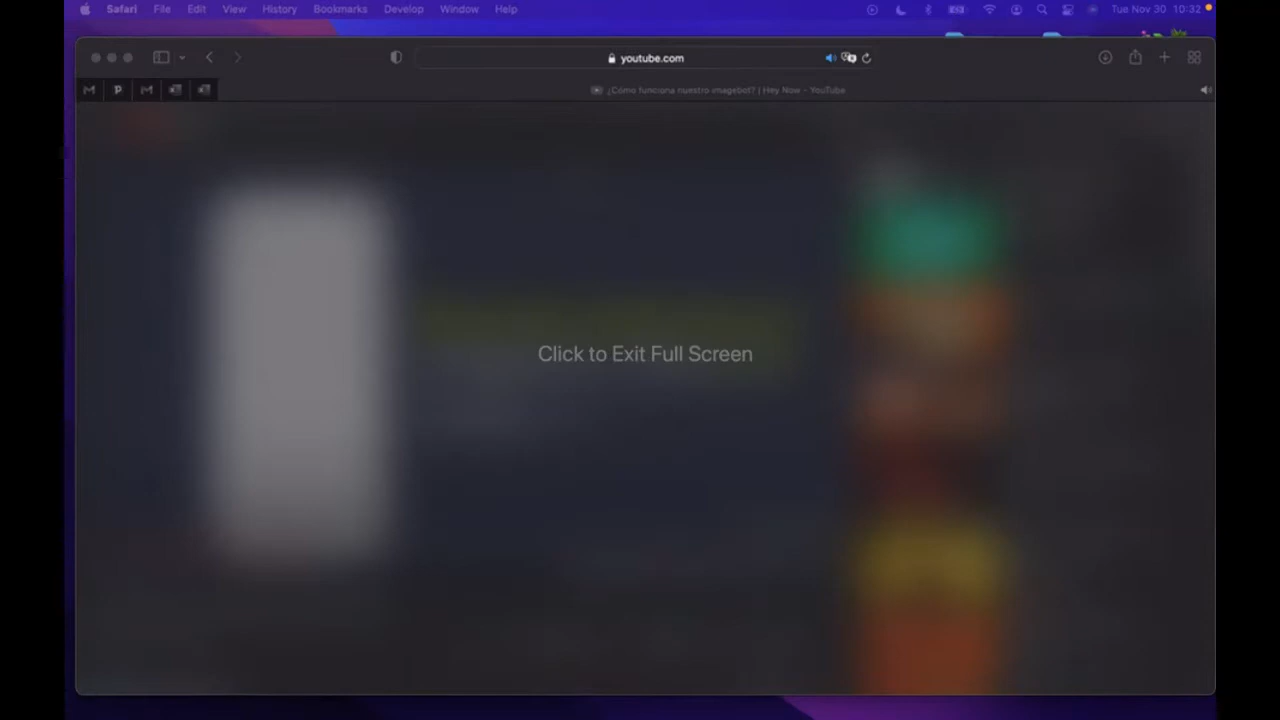 Safari File Edit View History Bookmarks Develop Window Help Tue Nov 30 10:32
youtube.com
¿Cómo funciona nuestro imagebot? | Hey Now - YouTube
Click to Exit Full Screen